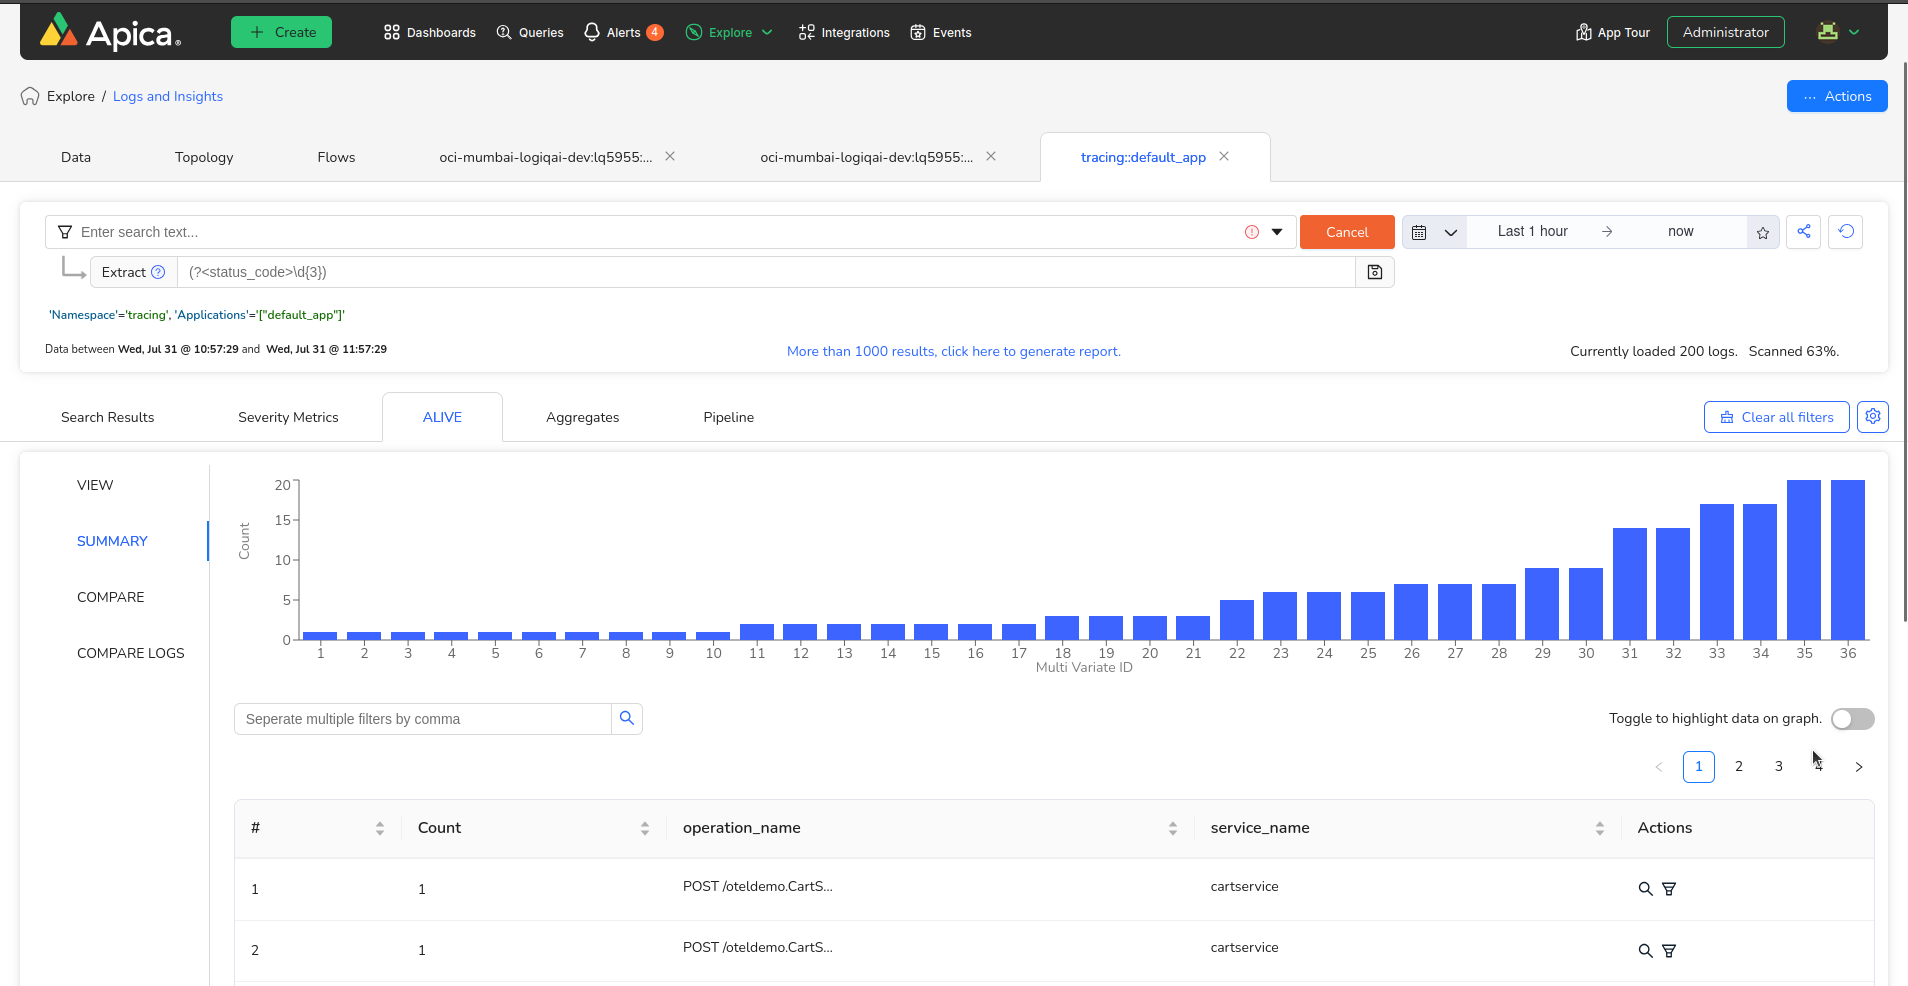 Apica.
+ Create
Dashboards
Queries
Alerts 4
Explore
Integrations
Events
App Tour
Administrator
Explore / Logs and Insights
··· Actions
Data
Topology
Flows
oci-mumbai-logiqai-dev:lq5955:...
oci-mumbai-logiqai-dev:lq5955:...
tracing::default_app
Enter search text...
Cancel
Last 1 hour → now
Extract
(?<status_code>\d{3})
'Namespace'='tracing', 'Applications'='["default_app"]'
Data between Wed, Jul 31 @ 10:57:29 and Wed, Jul 31 @ 11:57:29
More than 1000 results, click here to generate report.
Currently loaded 200 logs. Scanned 63%.
Search Results
Severity Metrics
ALIVE
Aggregates
Pipeline
Clear all filters
VIEW
SUMMARY
COMPARE
COMPARE LOGS
Count
20
15
10
5
0
1 2 3 4 5 6 7 8 9 10 11 12 13 14 15 16 17 18 19 20 21 22 23 24 25 26 27 28 29 30 31 32 33 34 35 36
Multi Variate ID
Seperate multiple filters by comma
Toggle to highlight data on graph.
< 1 2 3 4 >
# Count operation_name service_name Actions
1 1 POST /oteldemo.CartS... cartservice
2 1 POST /oteldemo.CartS... cartservice